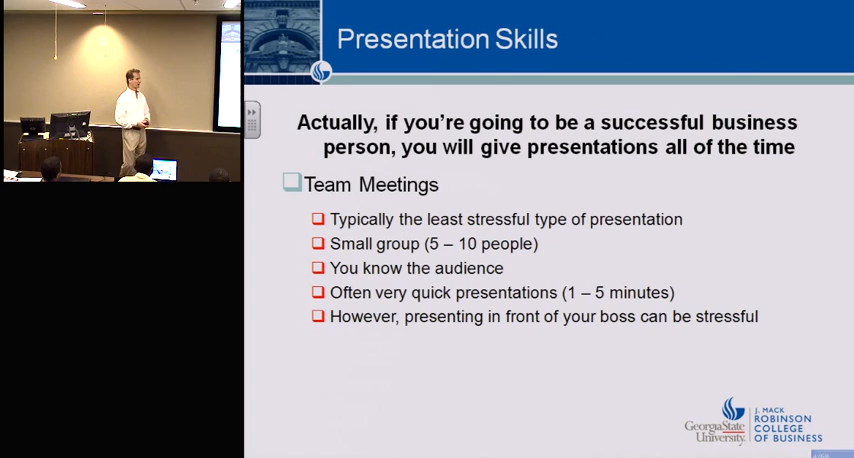 Presentation Skills
Actually, if you're going to be a successful business
person, you will give presentations all of the time
Team Meetings
Typically the least stressful type of presentation
Small group (5 – 10 people)
You know the audience
Often very quick presentations (1 – 5 minutes)
However, presenting in front of your boss can be stressful
GeorgiaState
University
J. MACK
ROBINSON
COLLEGE
OF BUSINESS